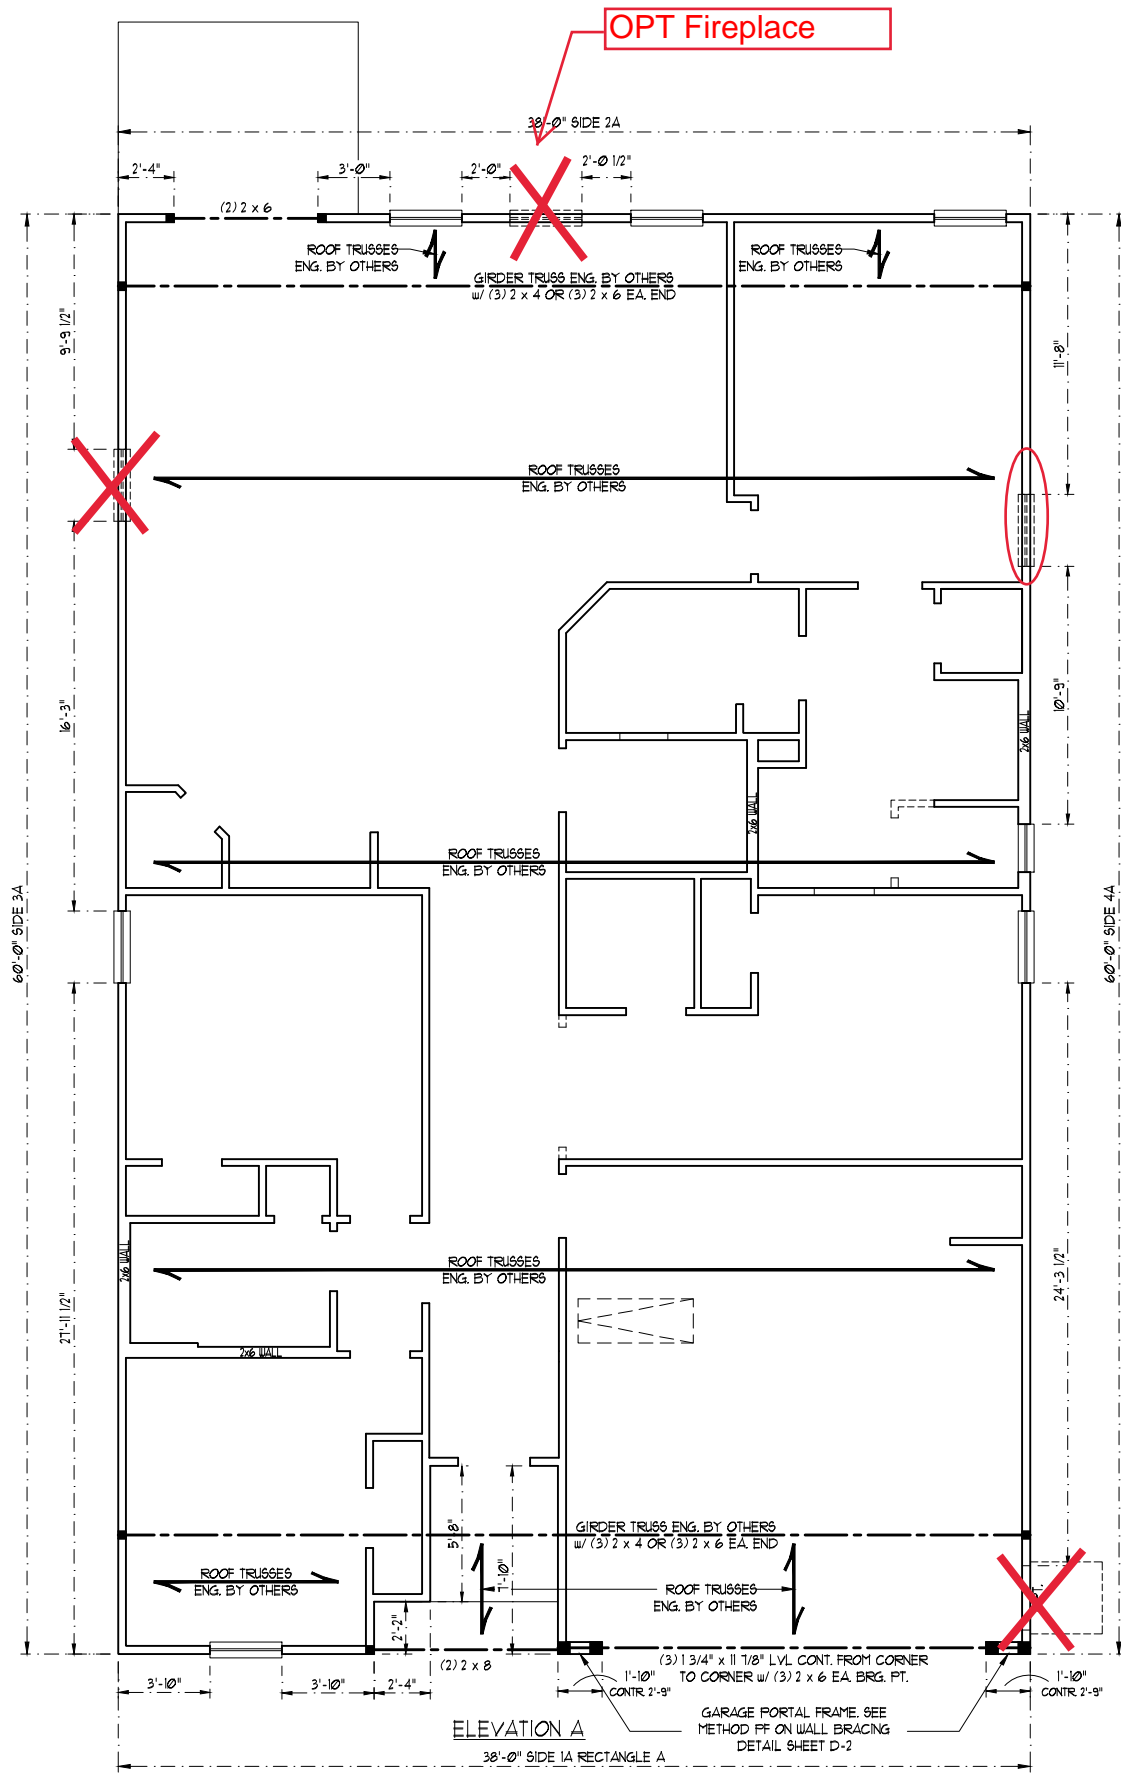 OPT Fireplace
38'-0" SIDE 2A
2'-4"
3'-0"
2'-0"
2'-0 1/2"
(2) 2 x 6
ROOF TRUSSES
ENG. BY OTHERS
ROOF TRUSSES
ENG. BY OTHERS
GIRDER TRUSS ENG. BY OTHERS
w/ (3) 2 x 4 OR (3) 2 x 6 EA. END
9'-9 1/2"
11'-8"
ROOF TRUSSES
ENG. BY OTHERS
16'-3"
10'-9"
2x6 WALL
2x6 WALL
ROOF TRUSSES
ENG. BY OTHERS
60'-0" SIDE 3A
60'-0" SIDE 4A
2x6 WALL
ROOF TRUSSES
ENG. BY OTHERS
27'-11 1/2"
24'-3 1/2"
2x6 WALL
GIRDER TRUSS ENG. BY OTHERS
w/ (3) 2 x 4 OR (3) 2 x 6 EA. END
5'-8"
7'-10"
ROOF TRUSSES
ENG. BY OTHERS
ROOF TRUSSES
ENG. BY OTHERS
2'-2"
(2) 2 x 8
(3) 1 3/4" x 11 7/8" LVL CONT. FROM CORNER
TO CORNER w/ (3) 2 x 6 EA. BRG. PT.
3'-10"
3'-10"
2'-4"
1'-10"
CONTR. 2'-9"
1'-10"
CONTR. 2'-9"
GARAGE PORTAL FRAME. SEE
METHOD PF ON WALL BRACING
DETAIL SHEET D-2
ELEVATION A
38'-0" SIDE 1A RECTANGLE A